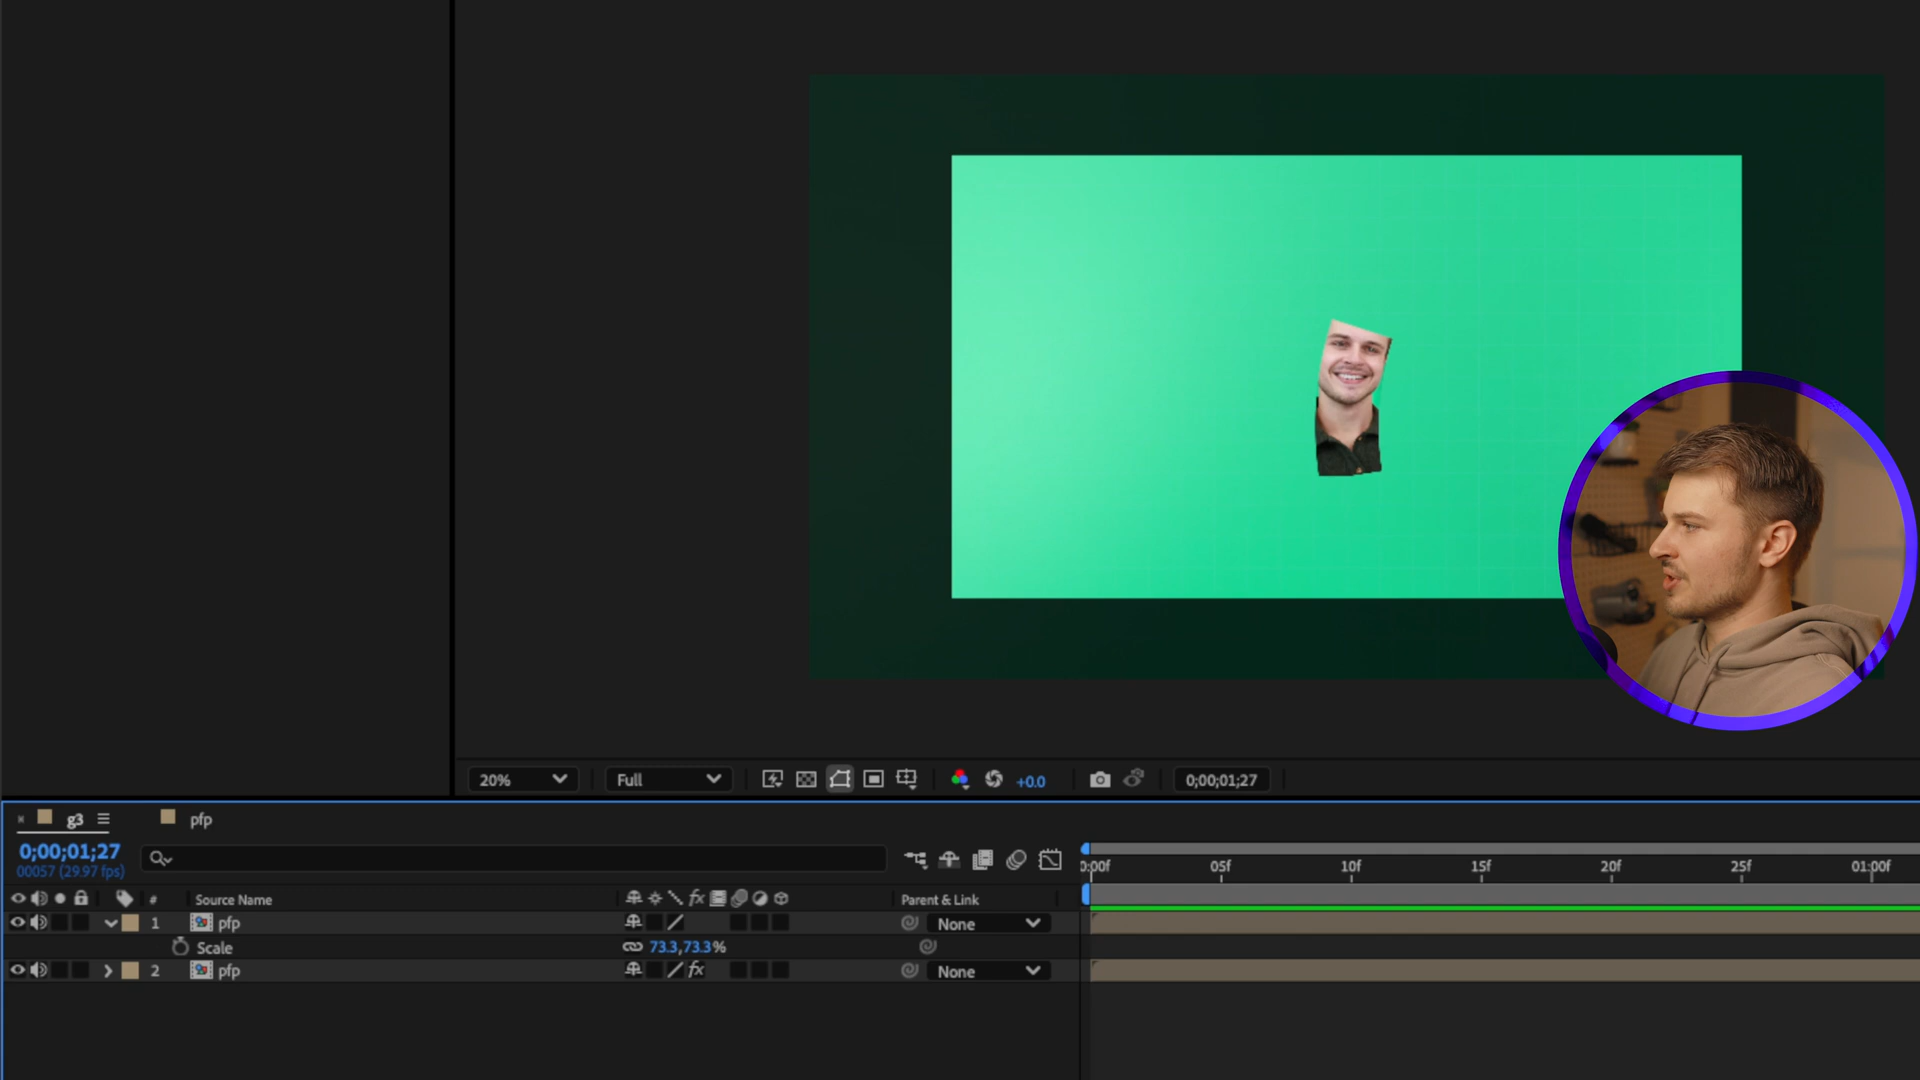 20%
Full
+0.0
0;00;01;27
g3
pfp
0;00;01;27
00057 (29.97 fps)
0:00f 05f 10f 15f 20f 25f 01:00f
# Source Name
fx
Parent & Link
1 pfp
None
Scale
73.3,73.3%
2 pfp
fx
None